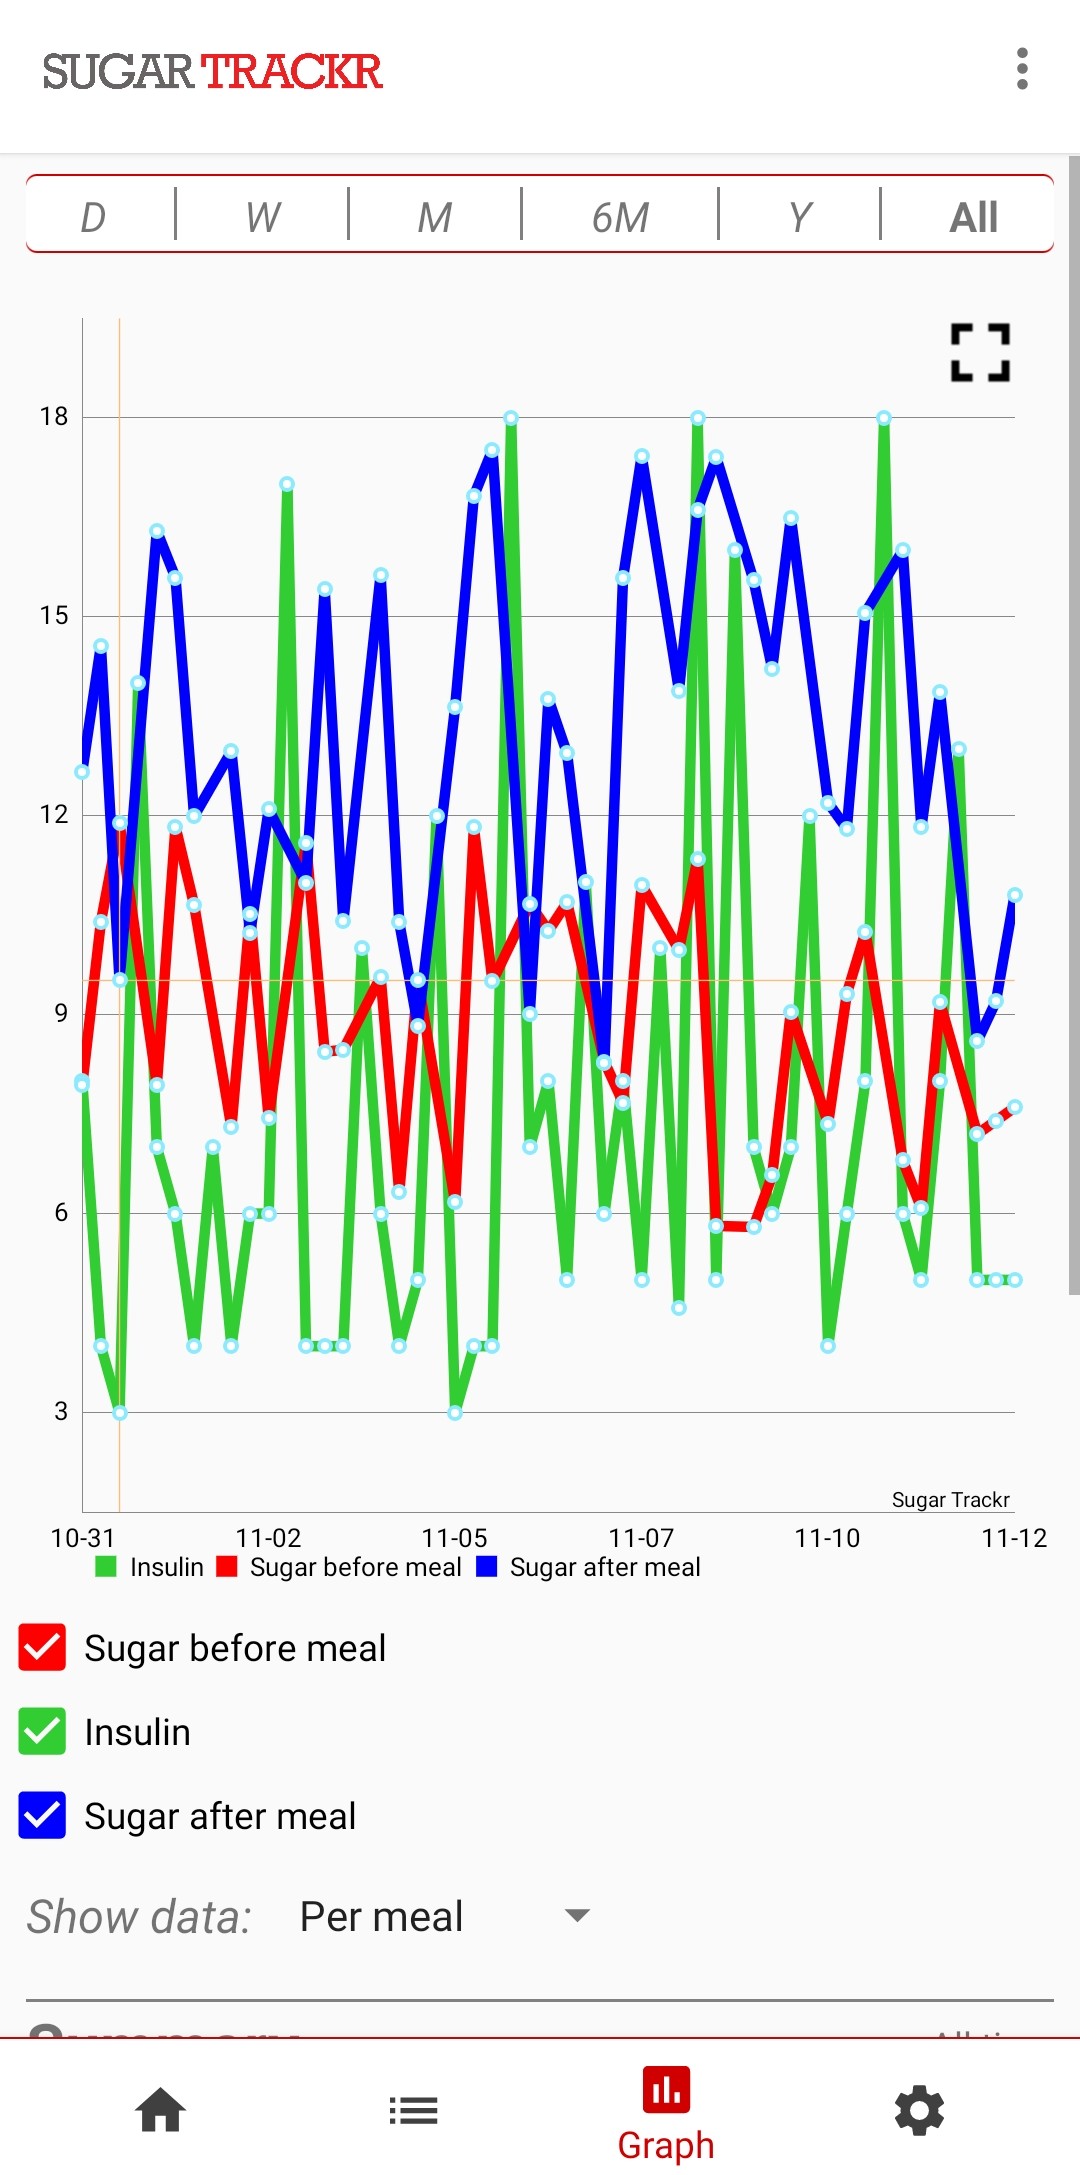 SUGAR TRACKR
D W M 6M Y All
18
15
12
9
6
3
Sugar Trackr
10-31 11-02 11-05 11-07 11-10 11-12
Insulin Sugar before meal Sugar after meal
Sugar before meal
Insulin
Sugar after meal
Show data: Per meal
Graph